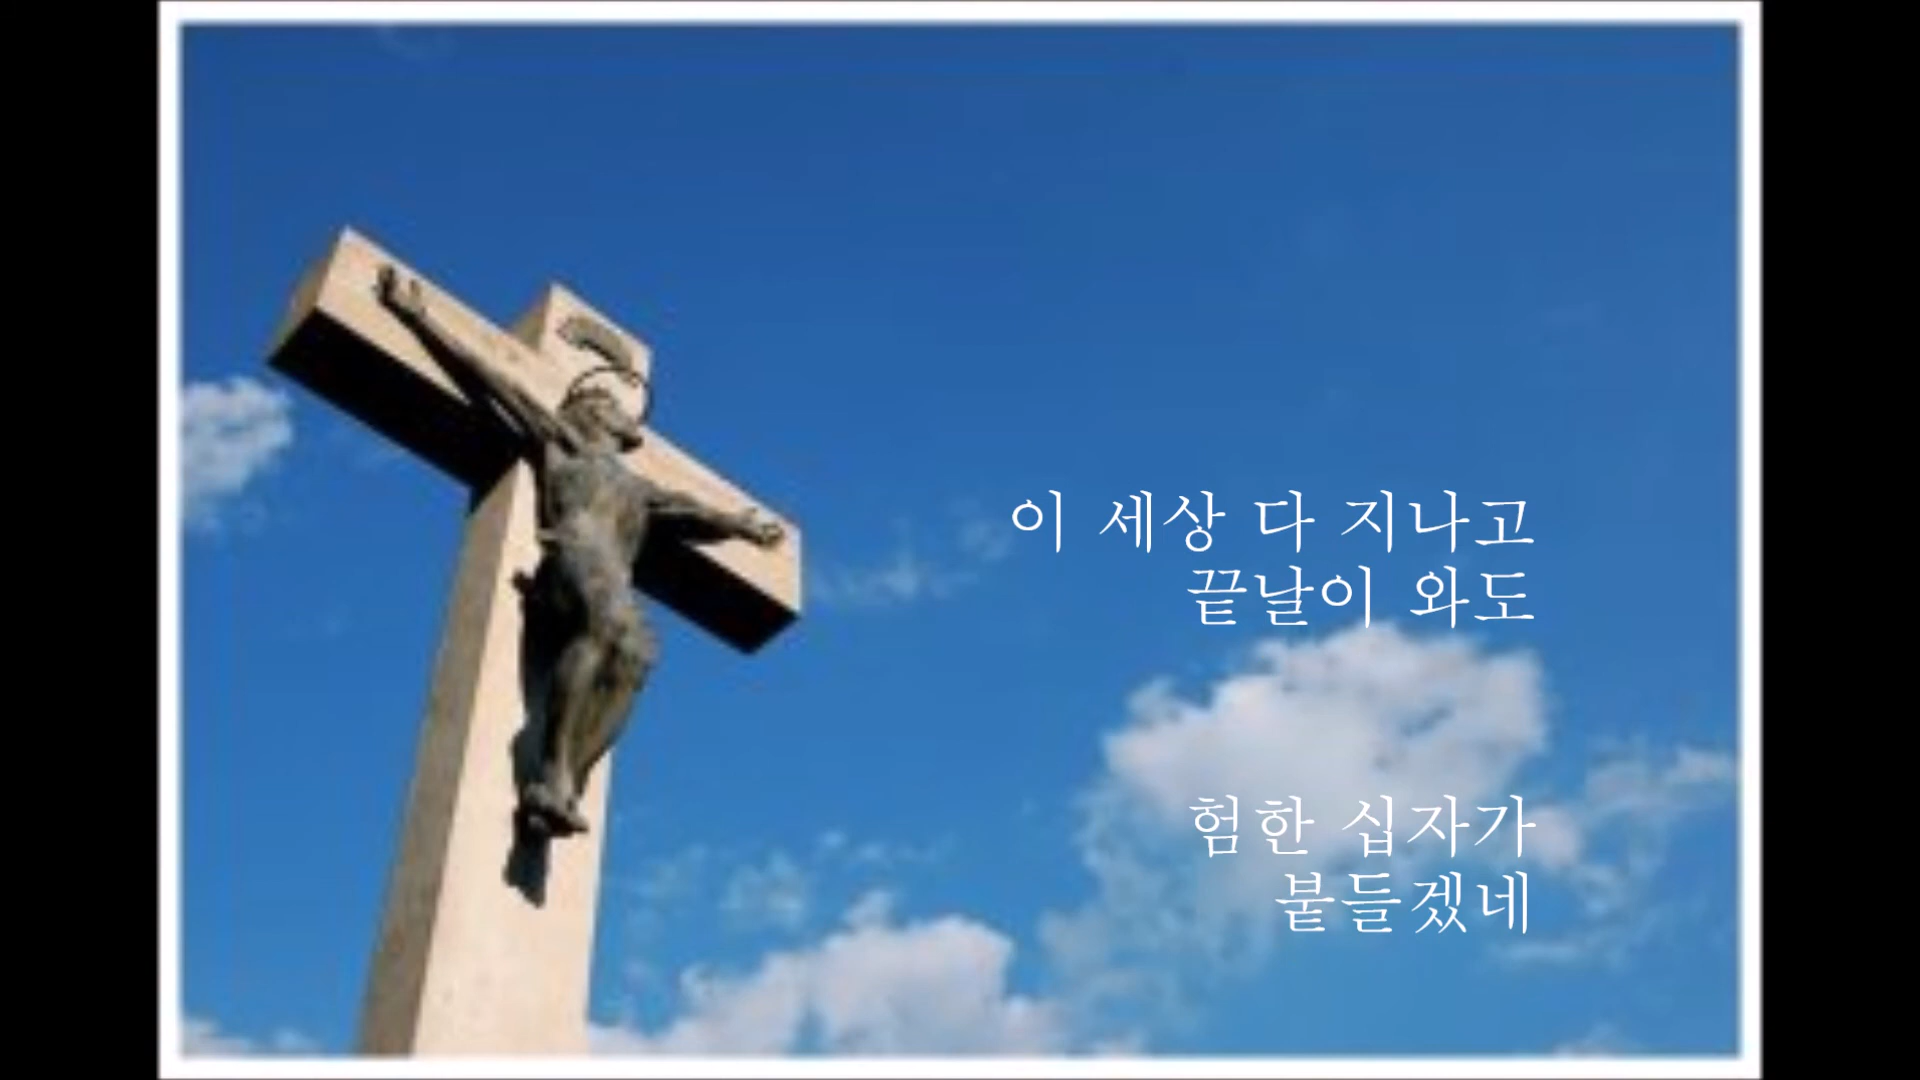 이 세상 다 지나고
끝날이 와도
험한 십자가
붙들겠네